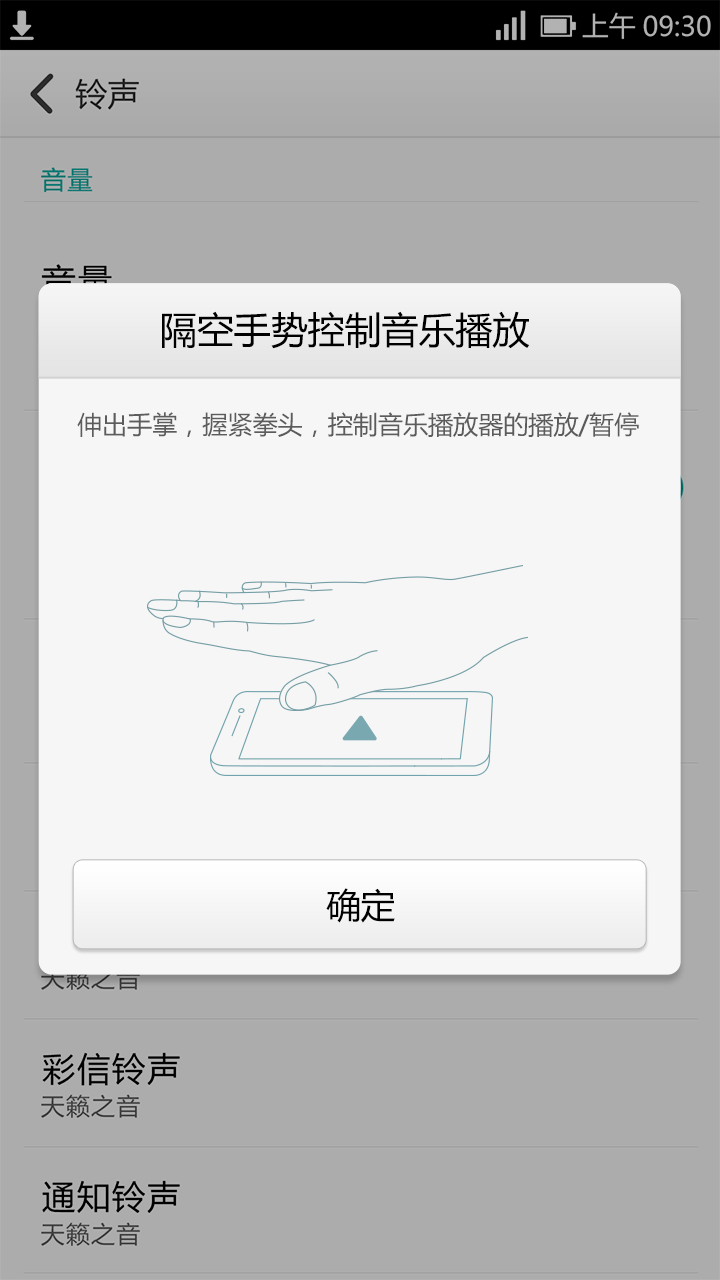 上午 09:30
铃声
音量
音量
隔空手势控制音乐播放
伸出手掌，握紧拳头，控制音乐播放器的播放/暂停
确定
天籁之音
彩信铃声
天籁之音
通知铃声
天籁之音